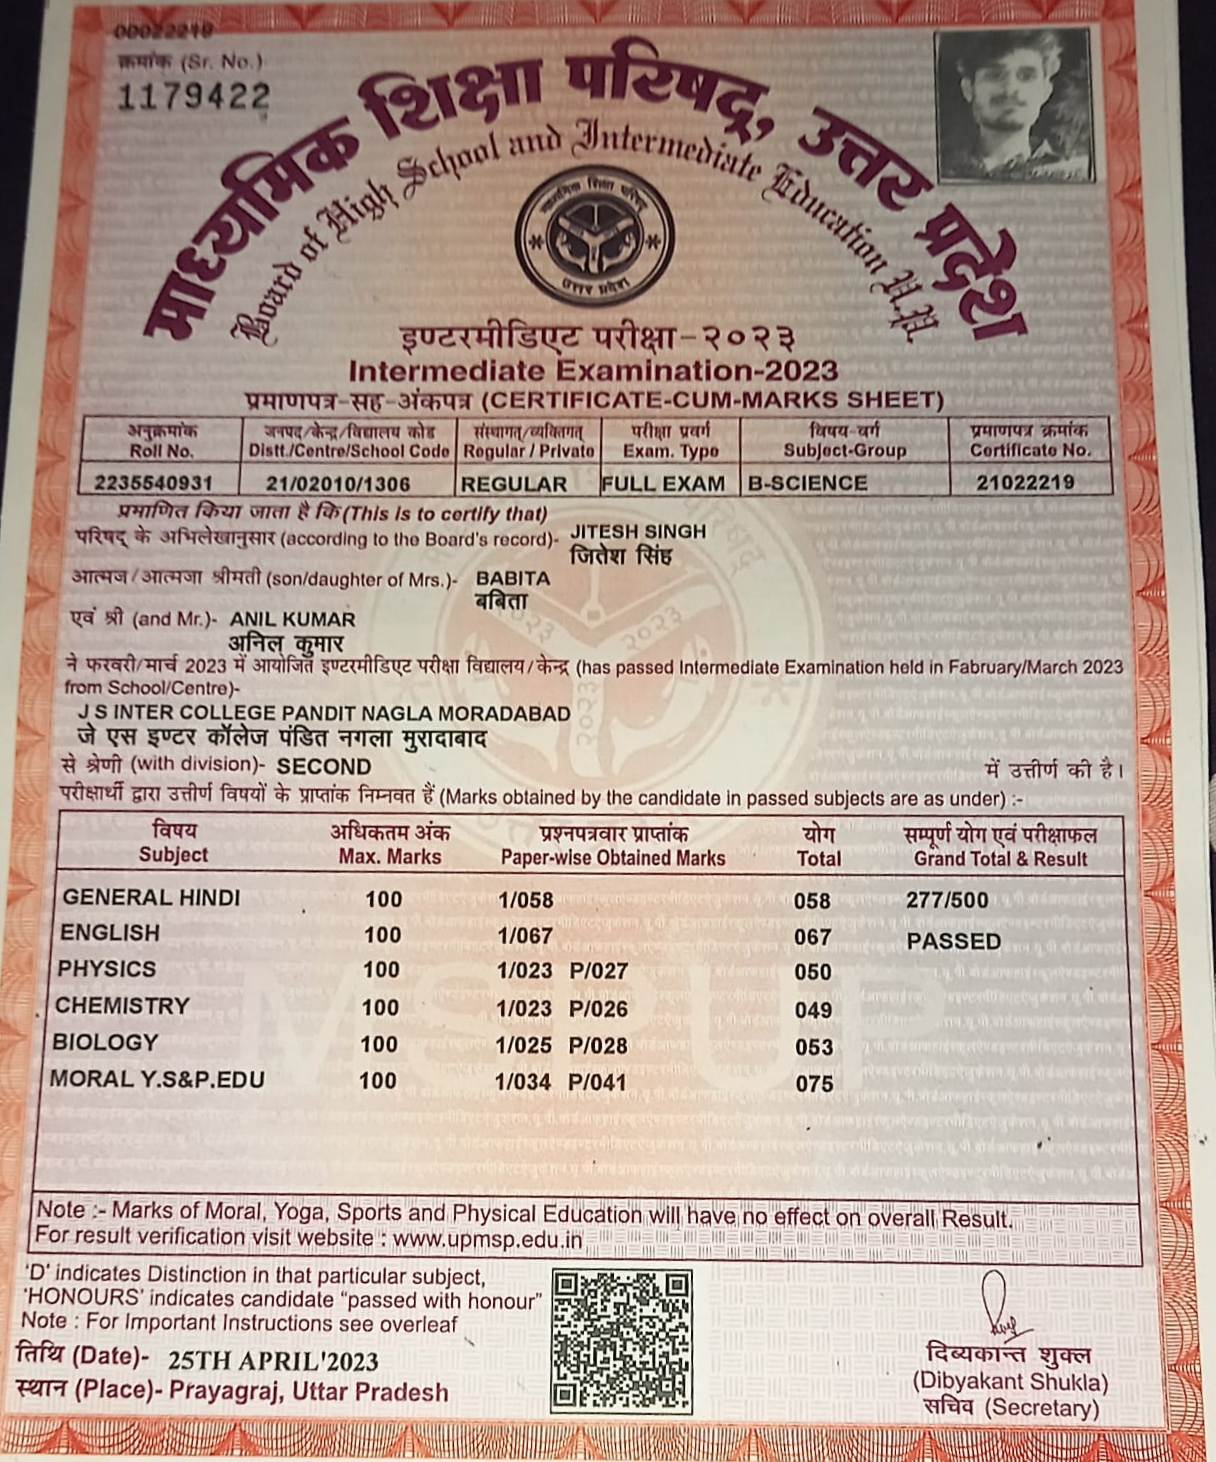 00022219
क्रमांक (Sr. No.)
1179422
माध्यमिक शिक्षा परिषद्, उत्तर प्रदेश
Board of High School and Intermediate Education U.P.
माध्यमिक शिक्षा परिषद्
उत्तर प्रदेश
इण्टरमीडिएट परीक्षा-२०२३
Intermediate Examination-2023
प्रमाणपत्र-सह-अंकपत्र (CERTIFICATE-CUM-MARKS SHEET)
अनुक्रमांक जनपद/केन्द्र/विद्यालय कोड संस्थागत/व्यक्तिगत परीक्षा प्रवर्ग विषय-वर्ग प्रमाणपत्र क्रमांक
Roll No. Distt./Centre/School Code Regular / Private Exam. Type Subject-Group Certificate No.
2235540931 21/02010/1306 REGULAR FULL EXAM B-SCIENCE 21022219
प्रमाणित किया जाता है कि (This is to certify that)
परिषद् के अभिलेखानुसार (according to the Board's record)- JITESH SINGH
जितेश सिंह
आत्मज/आत्मजा श्रीमती (son/daughter of Mrs.)- BABITA
बबिता
एवं श्री (and Mr.)- ANIL KUMAR
अनिल कुमार
ने फरवरी/मार्च 2023 में आयोजित इण्टरमीडिएट परीक्षा विद्यालय/केन्द्र (has passed Intermediate Examination held in Fabruary/March 2023
from School/Centre)-
J S INTER COLLEGE PANDIT NAGLA MORADABAD
जे एस इण्टर कॉलेज पंडित नगला मुरादाबाद
से श्रेणी (with division)- SECOND में उत्तीर्ण की है।
परीक्षार्थी द्वारा उत्तीर्ण विषयों के प्राप्तांक निम्नवत हैं (Marks obtained by the candidate in passed subjects are as under) :-
विषय अधिकतम अंक प्रश्नपत्रवार प्राप्तांक योग सम्पूर्ण योग एवं परीक्षाफल
Subject Max. Marks Paper-wise Obtained Marks Total Grand Total & Result
GENERAL HINDI 100 1/058 058 277/500
ENGLISH 100 1/067 067 PASSED
PHYSICS 100 1/023 P/027 050
CHEMISTRY 100 1/023 P/026 049
BIOLOGY 100 1/025 P/028 053
MORAL Y.S&P.EDU 100 1/034 P/041 075
MSPUP
Note :- Marks of Moral, Yoga, Sports and Physical Education will have no effect on overall Result.
For result verification visit website : www.upmsp.edu.in
'D' indicates Distinction in that particular subject,
'HONOURS' indicates candidate "passed with honour"
Note : For Important Instructions see overleaf
तिथि (Date)- 25TH APRIL'2023
स्थान (Place)- Prayagraj, Uttar Pradesh
दिव्यकान्त शुक्ल
(Dibyakant Shukla)
सचिव (Secretary)